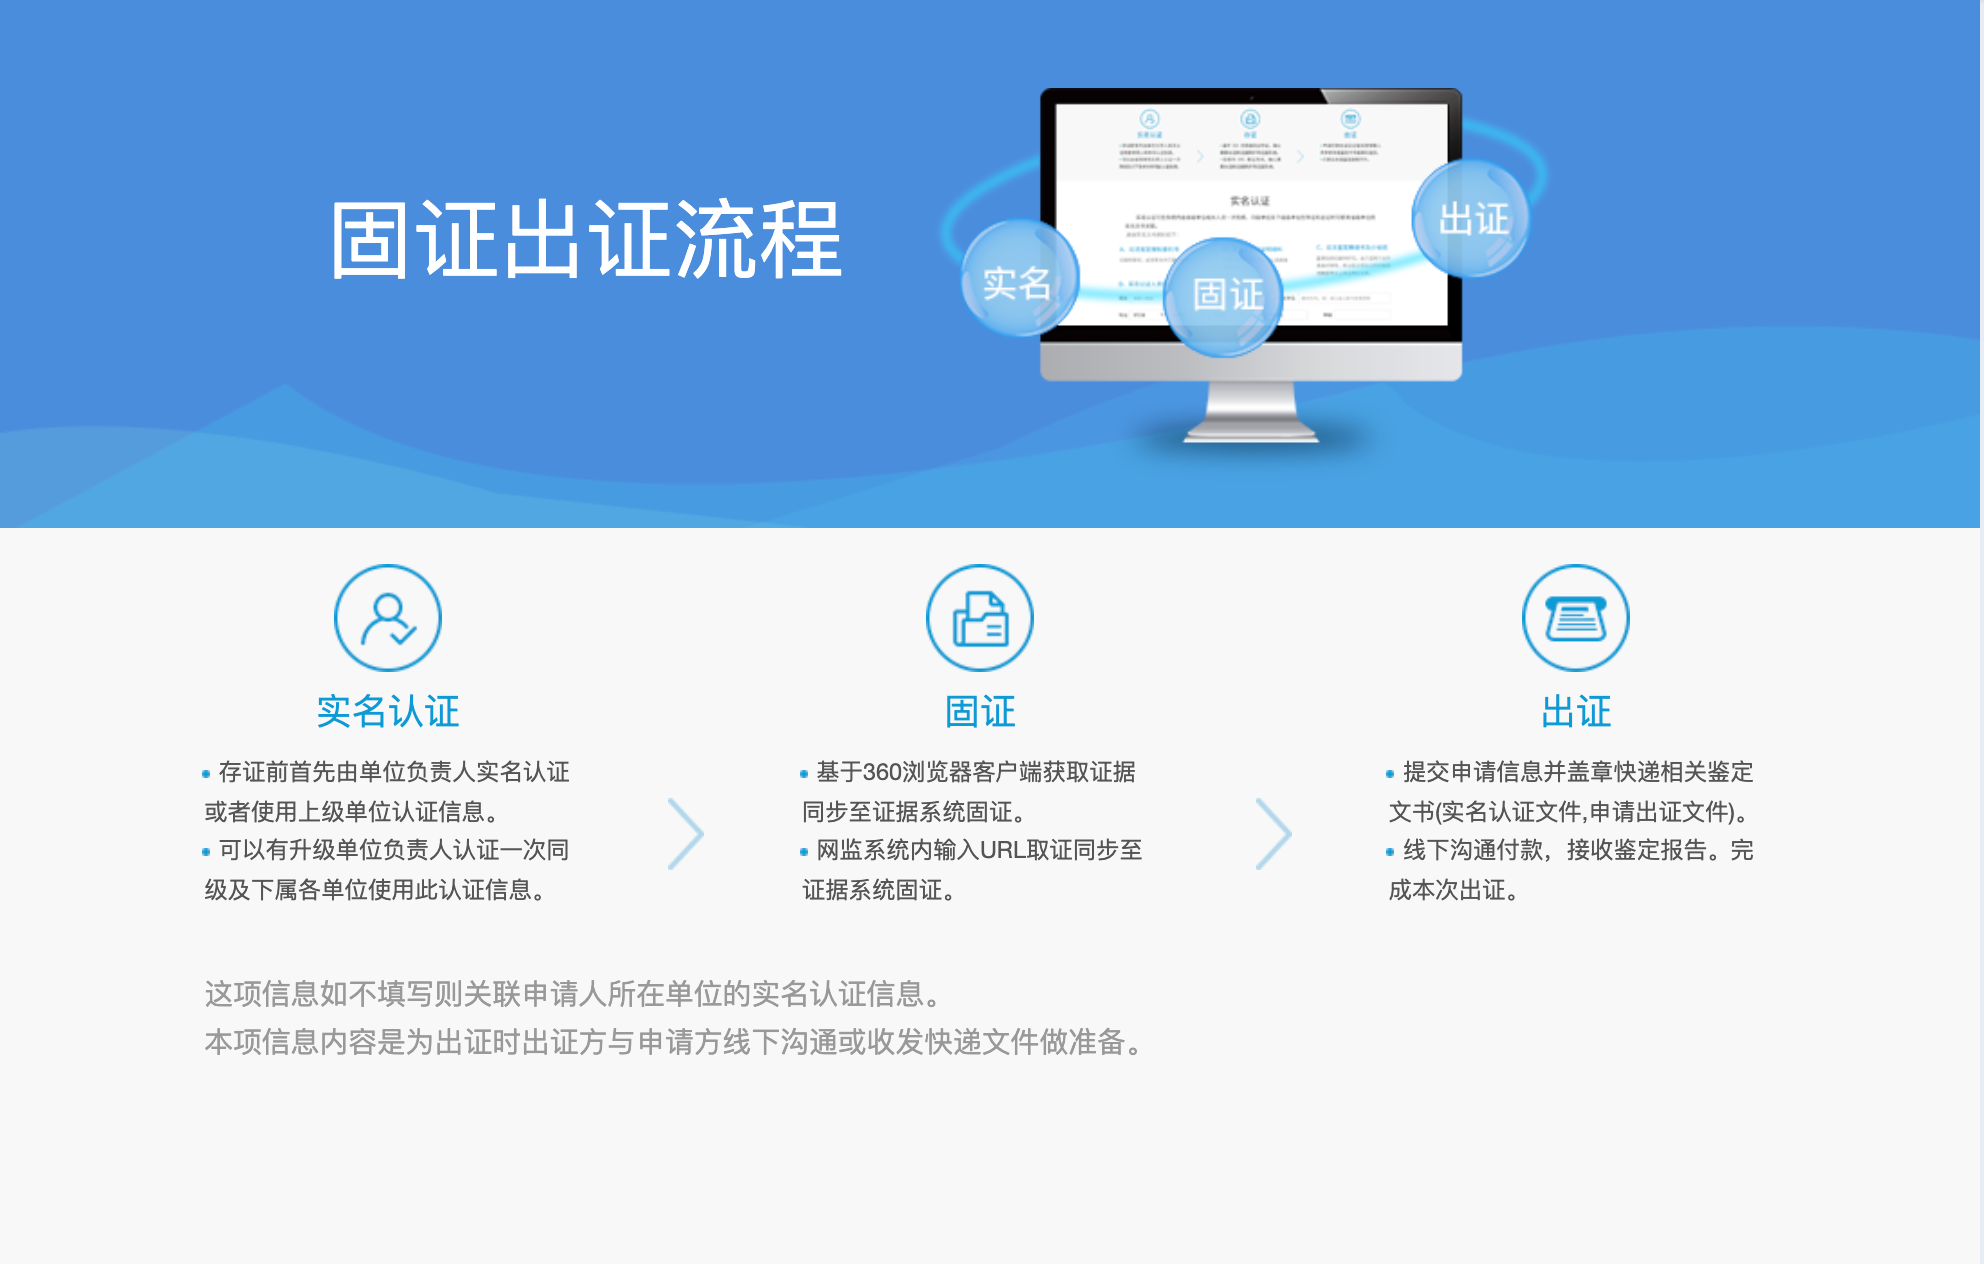 固证出证流程
实名认证
实名
固证
出证
实名认证
存证前首先由单位负责人实名认证
或者使用上级单位认证信息。
可以有升级单位负责人认证一次同
级及下属各单位使用此认证信息。
固证
基于360浏览器客户端获取证据
同步至证据系统固证。
网监系统内输入URL取证同步至
证据系统固证。
出证
提交申请信息并盖章快递相关鉴定
文书(实名认证文件,申请出证文件)。
线下沟通付款，接收鉴定报告。完
成本次出证。
这项信息如不填写则关联申请人所在单位的实名认证信息。
本项信息内容是为出证时出证方与申请方线下沟通或收发快递文件做准备。